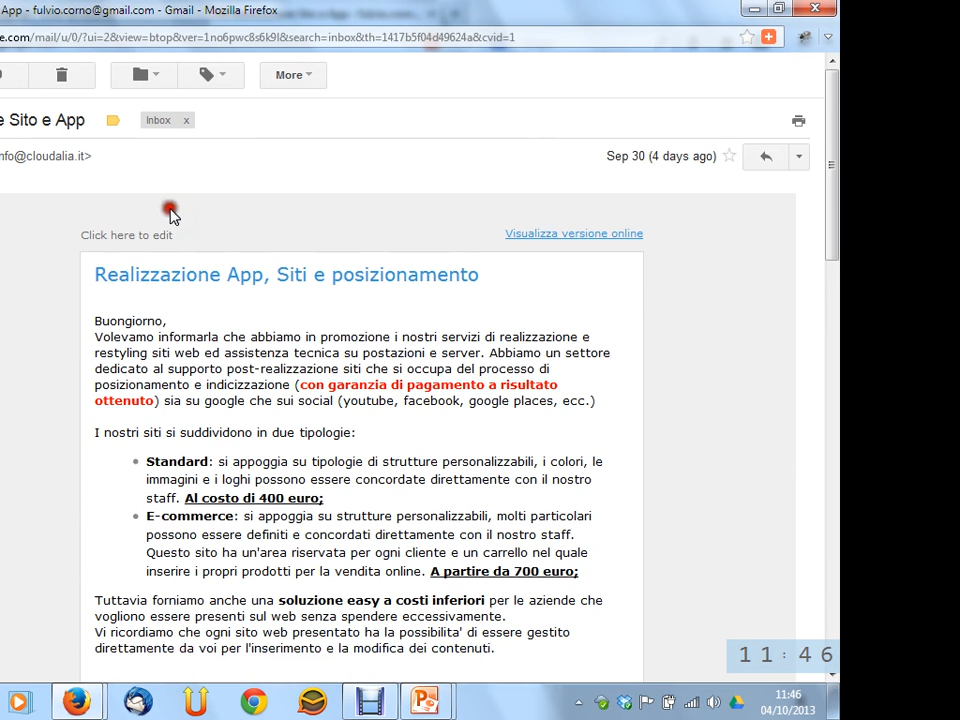 App - fulvio.corno@gmail.com - Gmail - Mozilla Firefox
e.com/mail/u/0/?ui=2&view=btop&ver=1no6pwc8s6k9l&search=inbox&th=1417b5f04d49624a&cvid=1
More
e Sito e App
Inbox x
nfo@cloudalia.it>
Sep 30 (4 days ago)
Click here to edit
Visualizza versione online
Realizzazione App, Siti e posizionamento
Buongiorno,
Volevamo informarla che abbiamo in promozione i nostri servizi di realizzazione e
restyling siti web ed assistenza tecnica su postazioni e server. Abbiamo un settore
dedicato al supporto post-realizzazione siti che si occupa del processo di
posizionamento e indicizzazione (con garanzia di pagamento a risultato
ottenuto) sia su google che sui social (youtube, facebook, google places, ecc.)
I nostri siti si suddividono in due tipologie:
Standard: si appoggia su tipologie di strutture personalizzabili, i colori, le
immagini e i loghi possono essere concordate direttamente con il nostro
staff. Al costo di 400 euro;
E-commerce: si appoggia su strutture personalizzabili, molti particolari
possono essere definiti e concordati direttamente con il nostro staff.
Questo sito ha un'area riservata per ogni cliente e un carrello nel quale
inserire i propri prodotti per la vendita online. A partire da 700 euro;
Tuttavia forniamo anche una soluzione easy a costi inferiori per le aziende che
vogliono essere presenti sul web senza spendere eccessivamente.
Vi ricordiamo che ogni sito web presentato ha la possibilita' di essere gestito
direttamente da voi per l'inserimento e la modifica dei contenuti.
11:46
11:46
04/10/2013